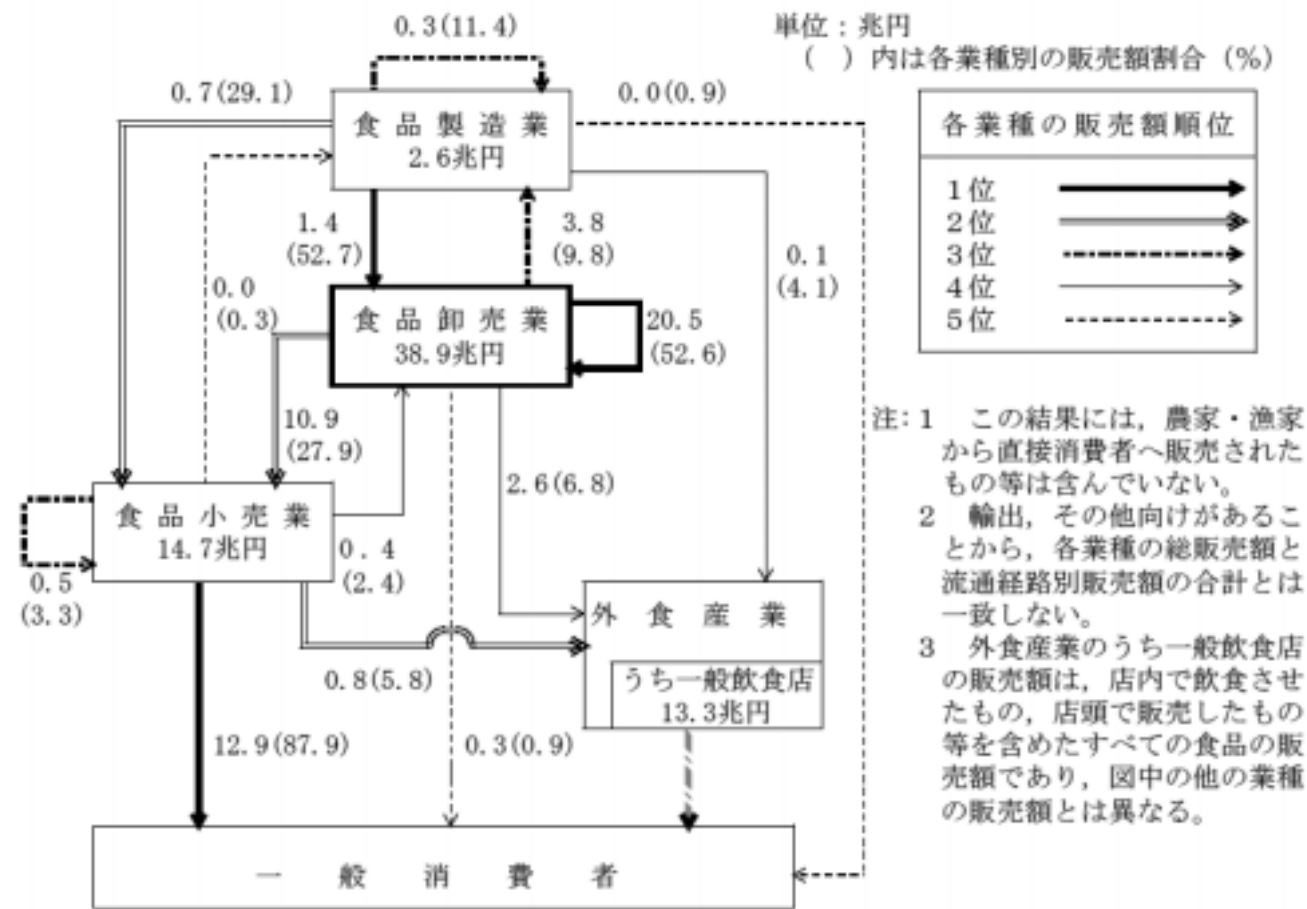 0.3(11.4)
単位：兆円
（　）内は各業種別の販売額割合（%）
0.7(29.1)
0.0(0.9)
食品製造業
2.6兆円
各業種の販売額順位
1位
2位
3位
4位
5位
1.4
(52.7)
3.8
(9.8)
0.1
(4.1)
0.0
(0.3)
食品卸売業
38.9兆円
20.5
(52.6)
10.9
(27.9)
2.6(6.8)
食品小売業
14.7兆円
0.4
(2.4)
0.5
(3.3)
外食産業
うち一般飲食店
13.3兆円
0.8(5.8)
12.9(87.9)
0.3(0.9)
一般消費者
注：1　この結果には，農家・漁家
から直接消費者へ販売された
もの等は含んでいない。
2　輸出，その他向けがあるこ
とから，各業種の総販売額と
流通経路別販売額の合計とは
一致しない。
3　外食産業のうち一般飲食店
の販売額は，店内で飲食させ
たもの，店頭で販売したもの
等を含めたすべての食品の販
売額であり，図中の他の業種
の販売額とは異なる。